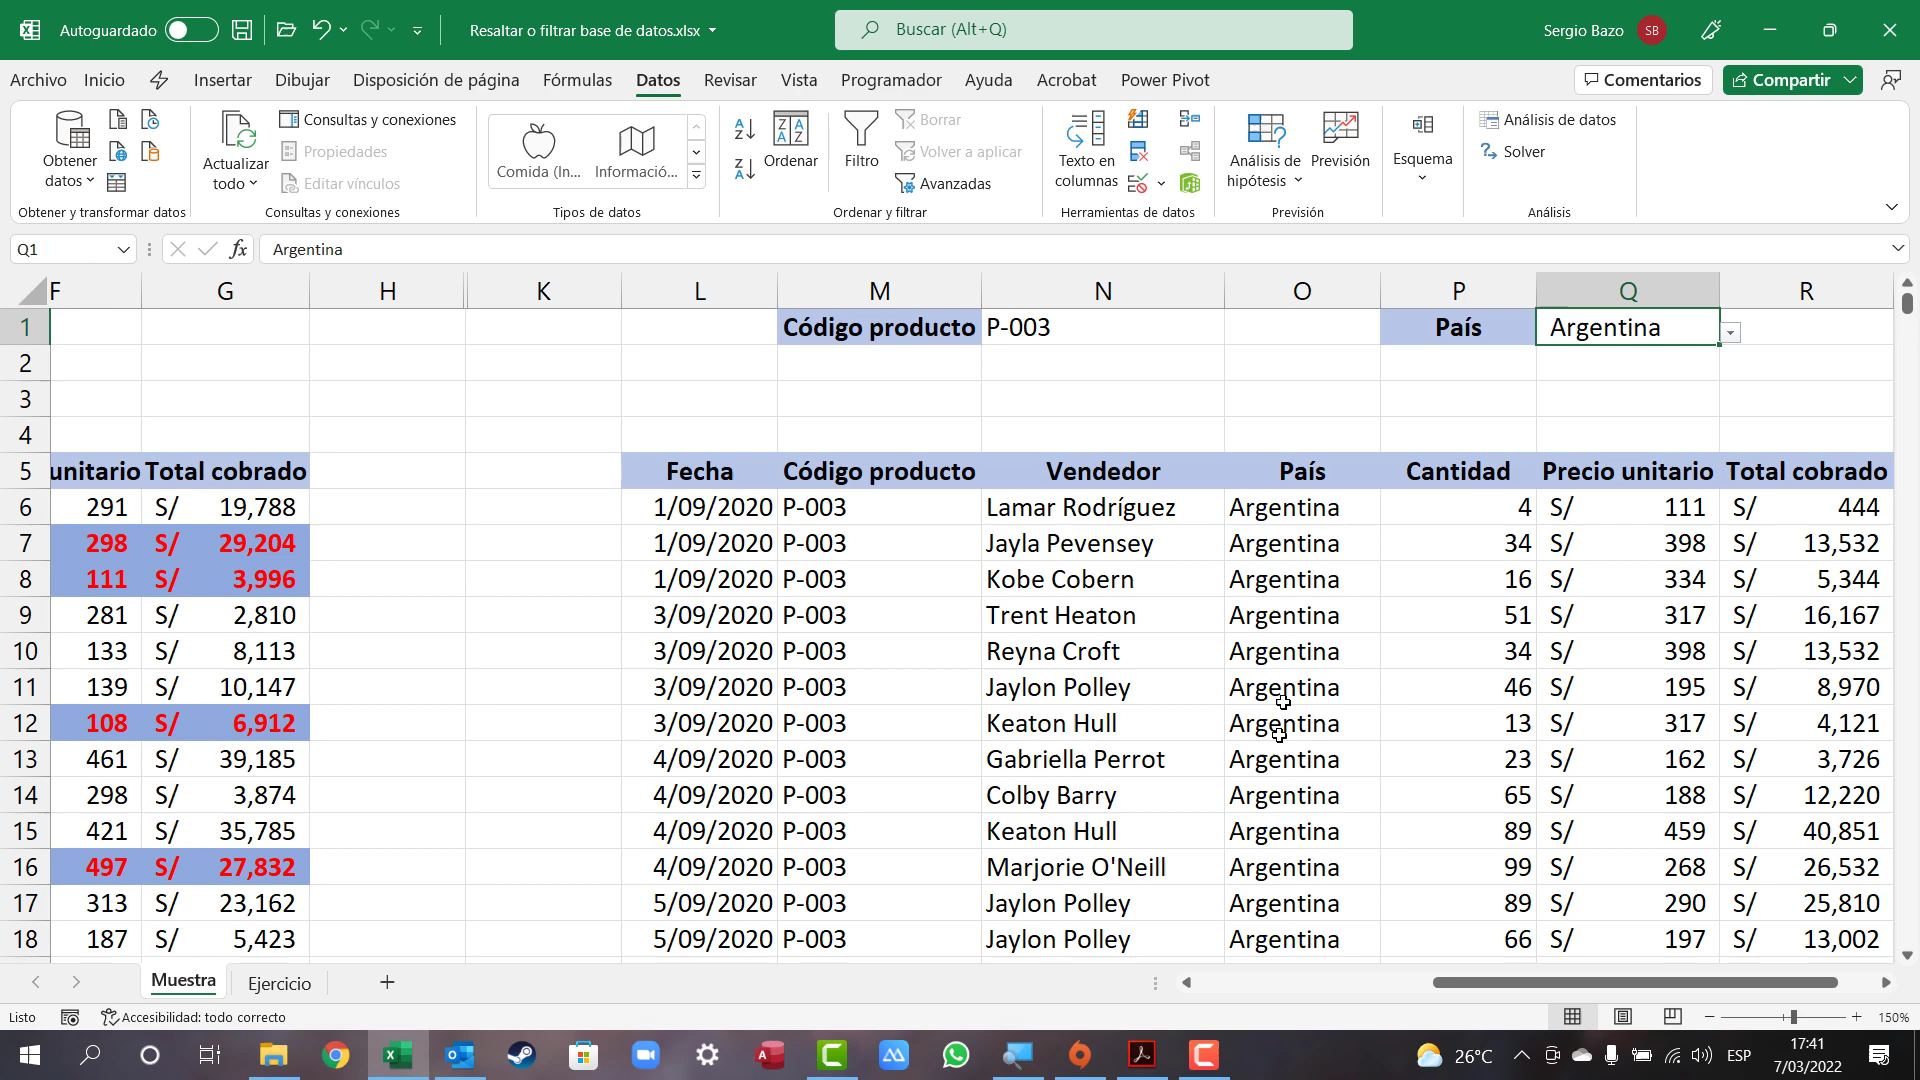 Autoguardado
Resaltar o filtrar base de datos.xlsx
Buscar (Alt+Q)
Sergio Bazo
SB
Archivo Inicio Insertar Dibujar Disposición de página Fórmulas Datos Revisar Vista Programador Ayuda Acrobat Power Pivot
Comentarios
Compartir
Obtener datos
Actualizar todo
Consultas y conexiones
Propiedades
Editar vínculos
Comida (In...
Informació...
Ordenar
Filtro
Borrar
Volver a aplicar
Avanzadas
Texto en columnas
Análisis de hipótesis
Previsión
Esquema
Análisis de datos
Solver
Obtener y transformar datos
Consultas y conexiones
Tipos de datos
Ordenar y filtrar
Herramientas de datos
Previsión
Análisis
Q1
fx
Argentina
F G H K L M N O P Q R
1 Código producto P-003 País Argentina
2
3
4
5 unitario Total cobrado Fecha Código producto Vendedor País Cantidad Precio unitario Total cobrado
6 291 S/ 19,788 1/09/2020 P-003 Lamar Rodríguez Argentina 4 S/ 111 S/ 444
7 298 S/ 29,204 1/09/2020 P-003 Jayla Pevensey Argentina 34 S/ 398 S/ 13,532
8 111 S/ 3,996 1/09/2020 P-003 Kobe Cobern Argentina 16 S/ 334 S/ 5,344
9 281 S/ 2,810 3/09/2020 P-003 Trent Heaton Argentina 51 S/ 317 S/ 16,167
10 133 S/ 8,113 3/09/2020 P-003 Reyna Croft Argentina 34 S/ 398 S/ 13,532
11 139 S/ 10,147 3/09/2020 P-003 Jaylon Polley Argentina 46 S/ 195 S/ 8,970
12 108 S/ 6,912 3/09/2020 P-003 Keaton Hull Argentina 13 S/ 317 S/ 4,121
13 461 S/ 39,185 4/09/2020 P-003 Gabriella Perrot Argentina 23 S/ 162 S/ 3,726
14 298 S/ 3,874 4/09/2020 P-003 Colby Barry Argentina 65 S/ 188 S/ 12,220
15 421 S/ 35,785 4/09/2020 P-003 Keaton Hull Argentina 89 S/ 459 S/ 40,851
16 497 S/ 27,832 4/09/2020 P-003 Marjorie O'Neill Argentina 99 S/ 268 S/ 26,532
17 313 S/ 23,162 5/09/2020 P-003 Jaylon Polley Argentina 89 S/ 290 S/ 25,810
18 187 S/ 5,423 5/09/2020 P-003 Jaylon Polley Argentina 66 S/ 197 S/ 13,002
Muestra Ejercicio
Listo
Accesibilidad: todo correcto
150%
26°C
ESP
17:41
7/03/2022